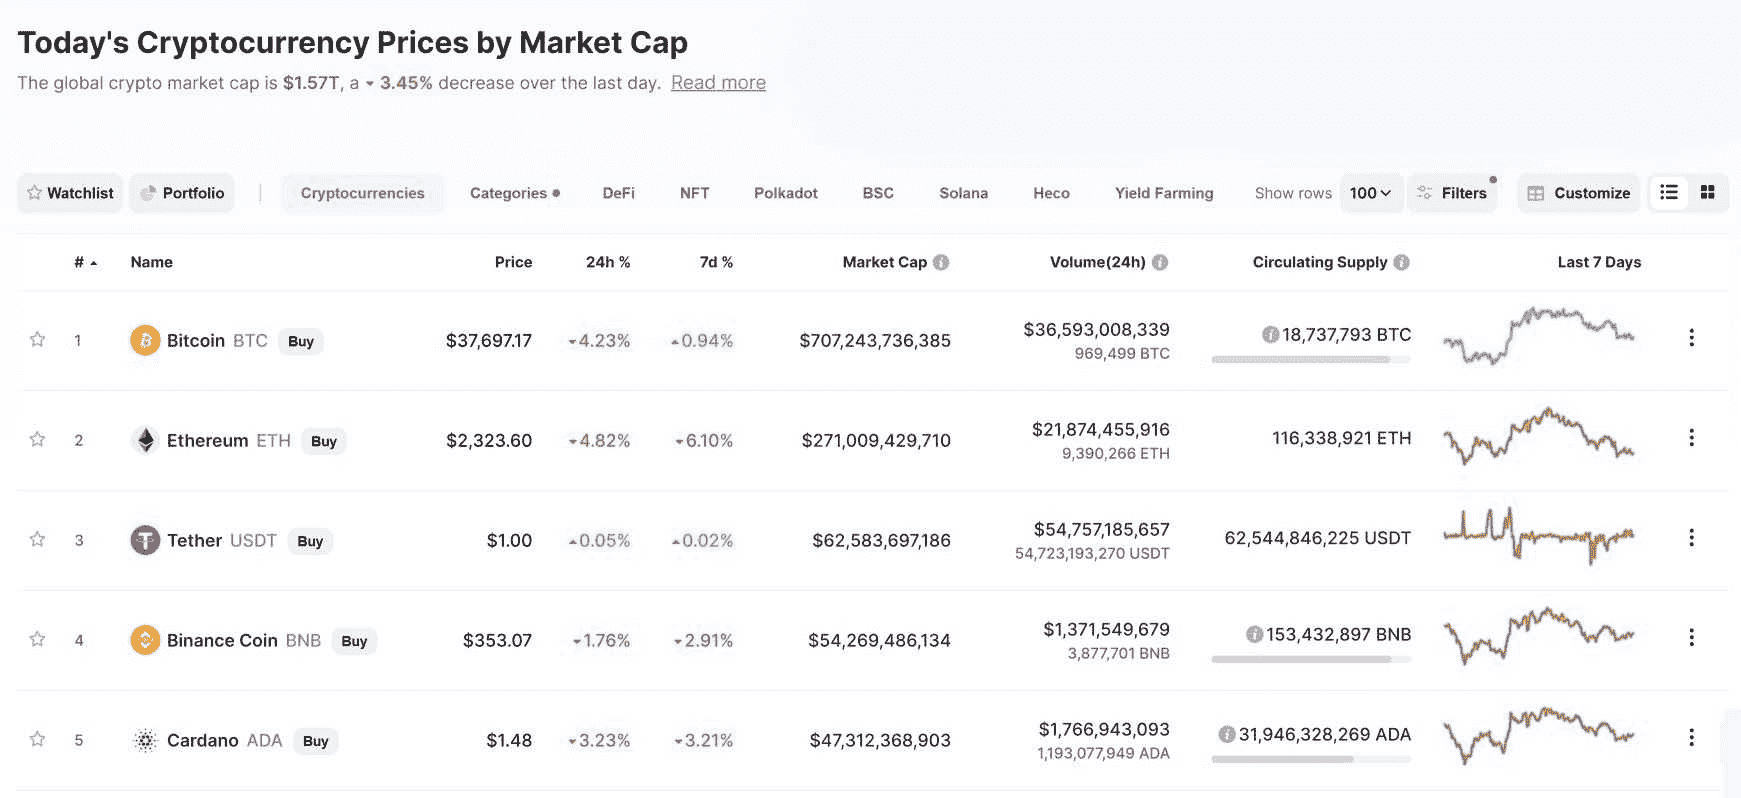 Today's Cryptocurrency Prices by Market Cap
The global crypto market cap is $1.57T, a ▾ 3.45% decrease over the last day. Read more
Watchlist Portfolio | Cryptocurrencies Categories DeFi NFT Polkadot BSC Solana Heco Yield Farming Show rows 100 Filters Customize
# Name Price 24h % 7d % Market Cap Volume(24h) Circulating Supply Last 7 Days
1 Bitcoin BTC Buy $37,697.17 ▾4.23% ▴0.94% $707,243,736,385 $36,593,008,339 18,737,793 BTC
969,499 BTC
2 Ethereum ETH Buy $2,323.60 ▾4.82% ▾6.10% $271,009,429,710 $21,874,455,916 116,338,921 ETH
9,390,266 ETH
3 Tether USDT Buy $1.00 ▴0.05% ▴0.02% $62,583,697,186 $54,757,185,657 62,544,846,225 USDT
54,723,193,270 USDT
4 Binance Coin BNB Buy $353.07 ▾1.76% ▾2.91% $54,269,486,134 $1,371,549,679 153,432,897 BNB
3,877,701 BNB
5 Cardano ADA Buy $1.48 ▾3.23% ▾3.21% $47,312,368,903 $1,766,943,093 31,946,328,269 ADA
1,193,077,949 ADA